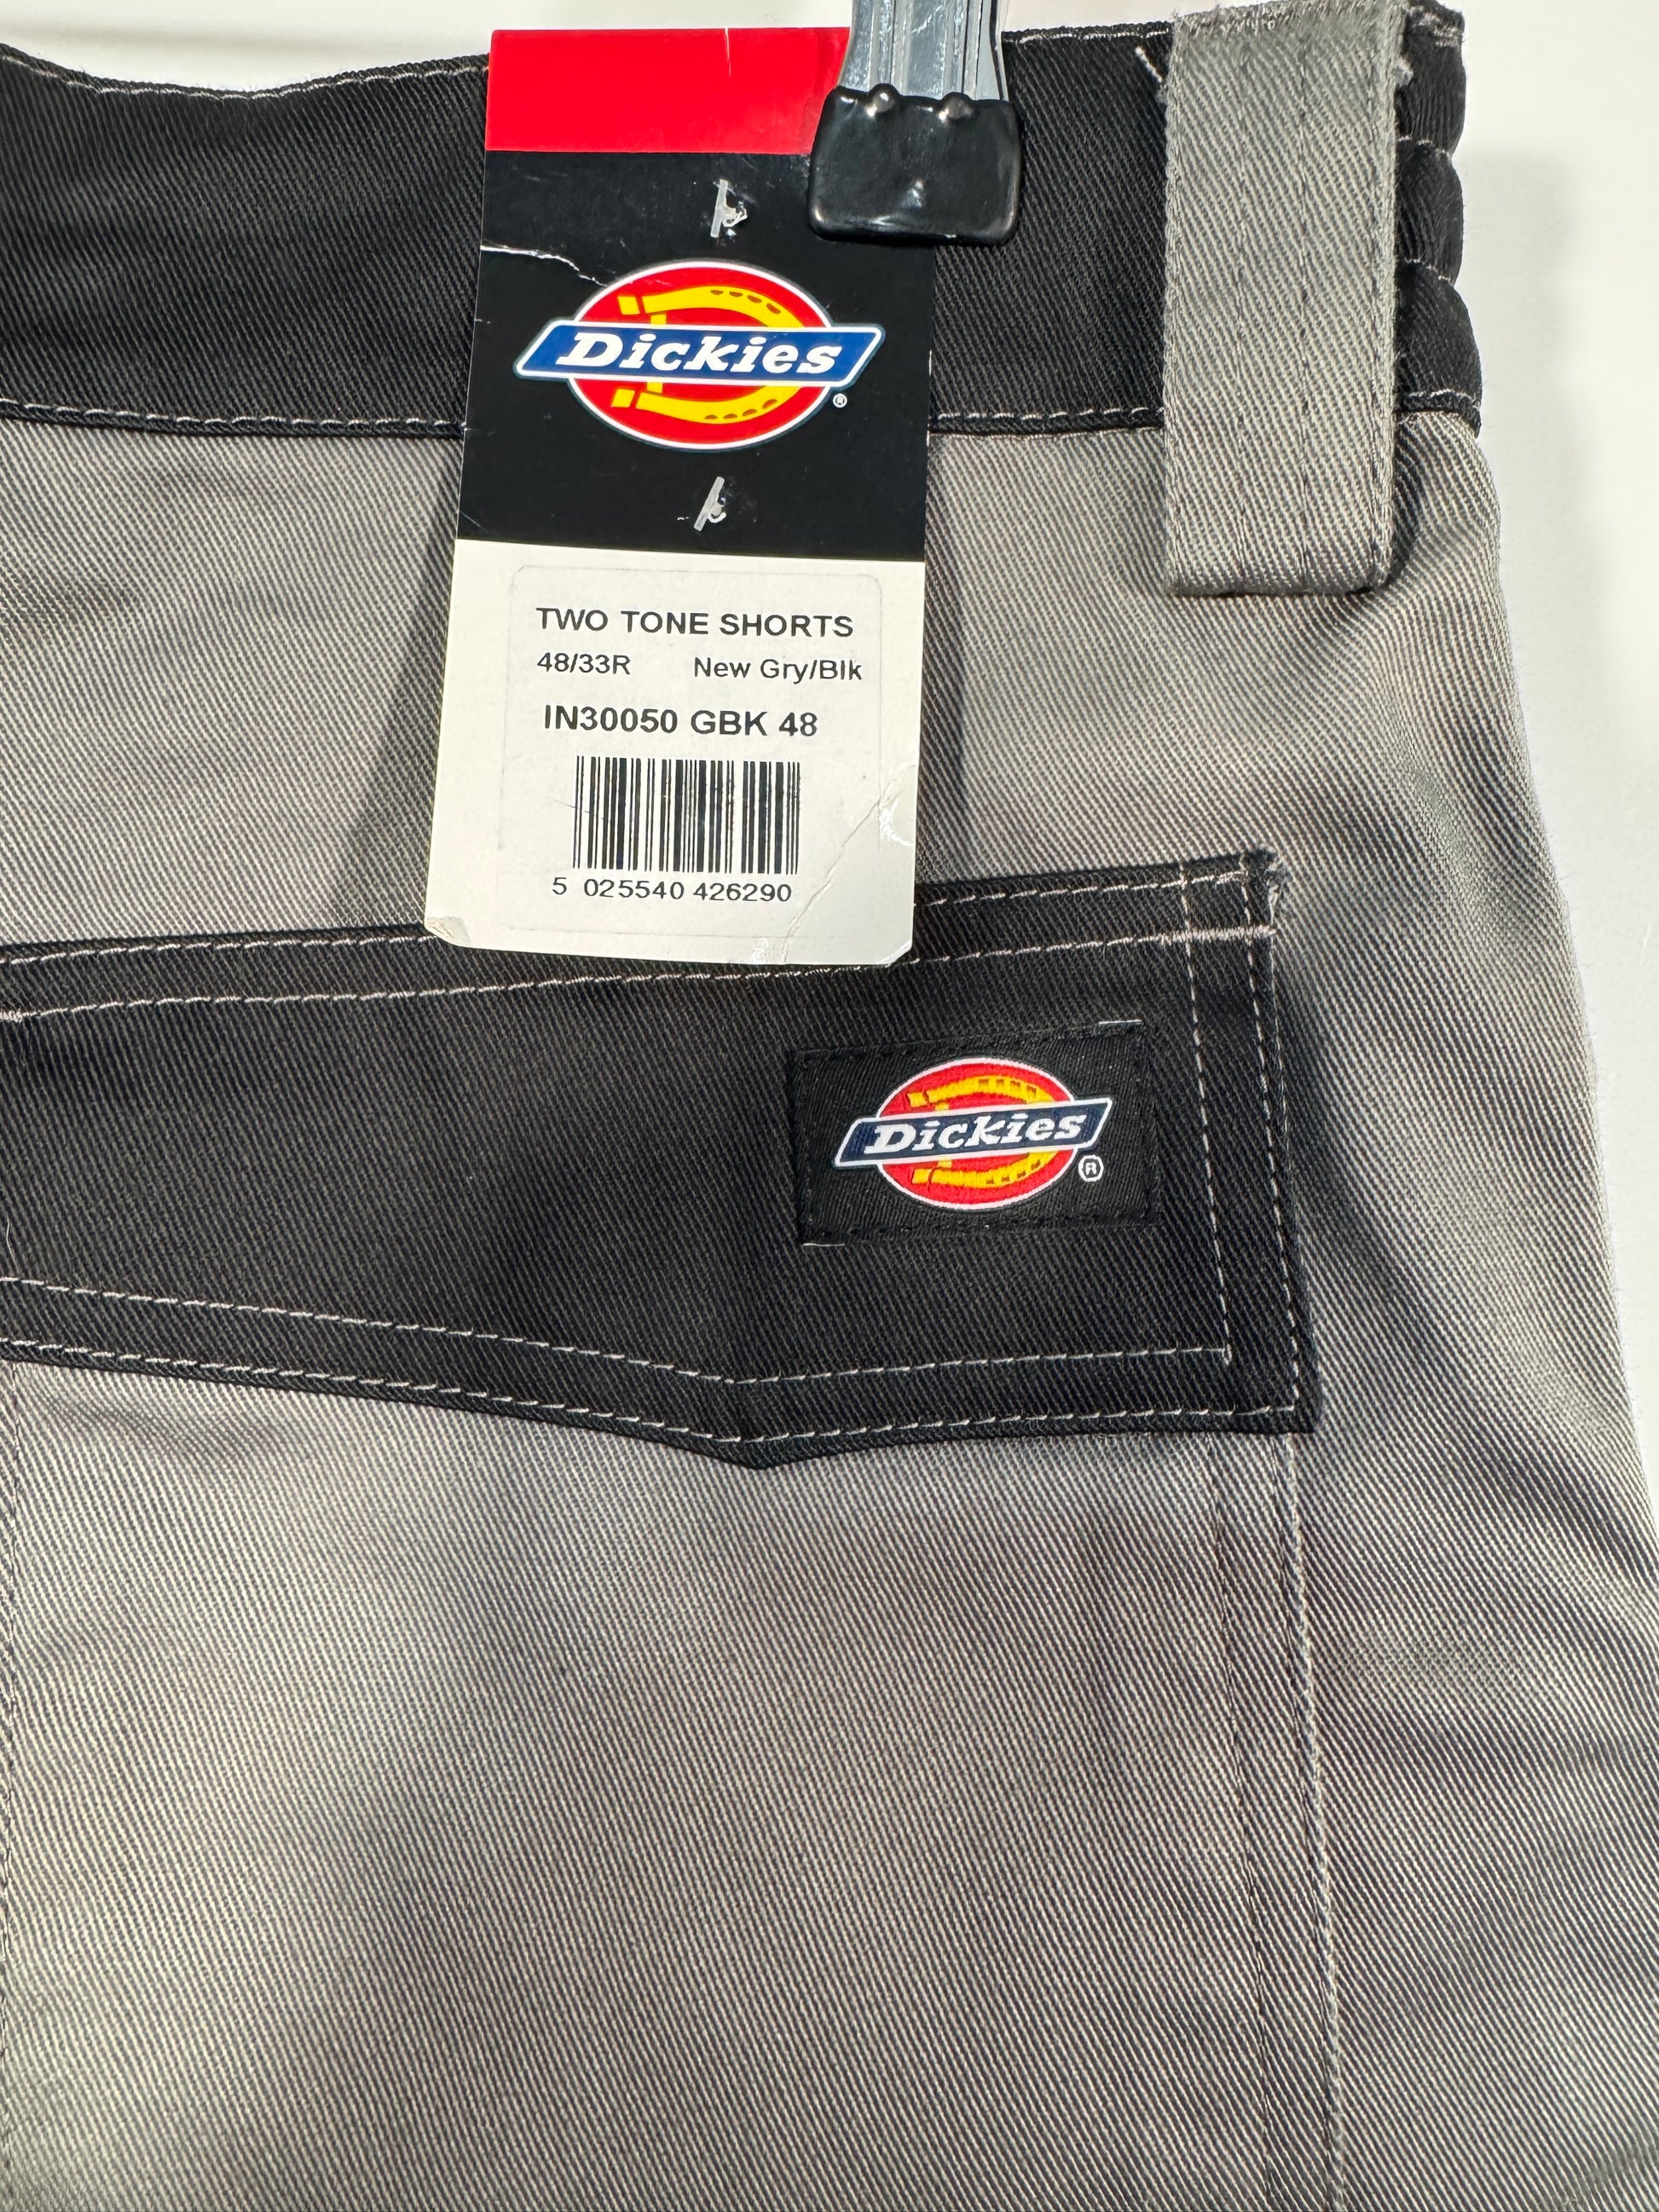 Dickies
®
TWO TONE SHORTS
48/33R New Gry/Blk
IN30050 GBK 48
5 025540 426290
Dickies
®